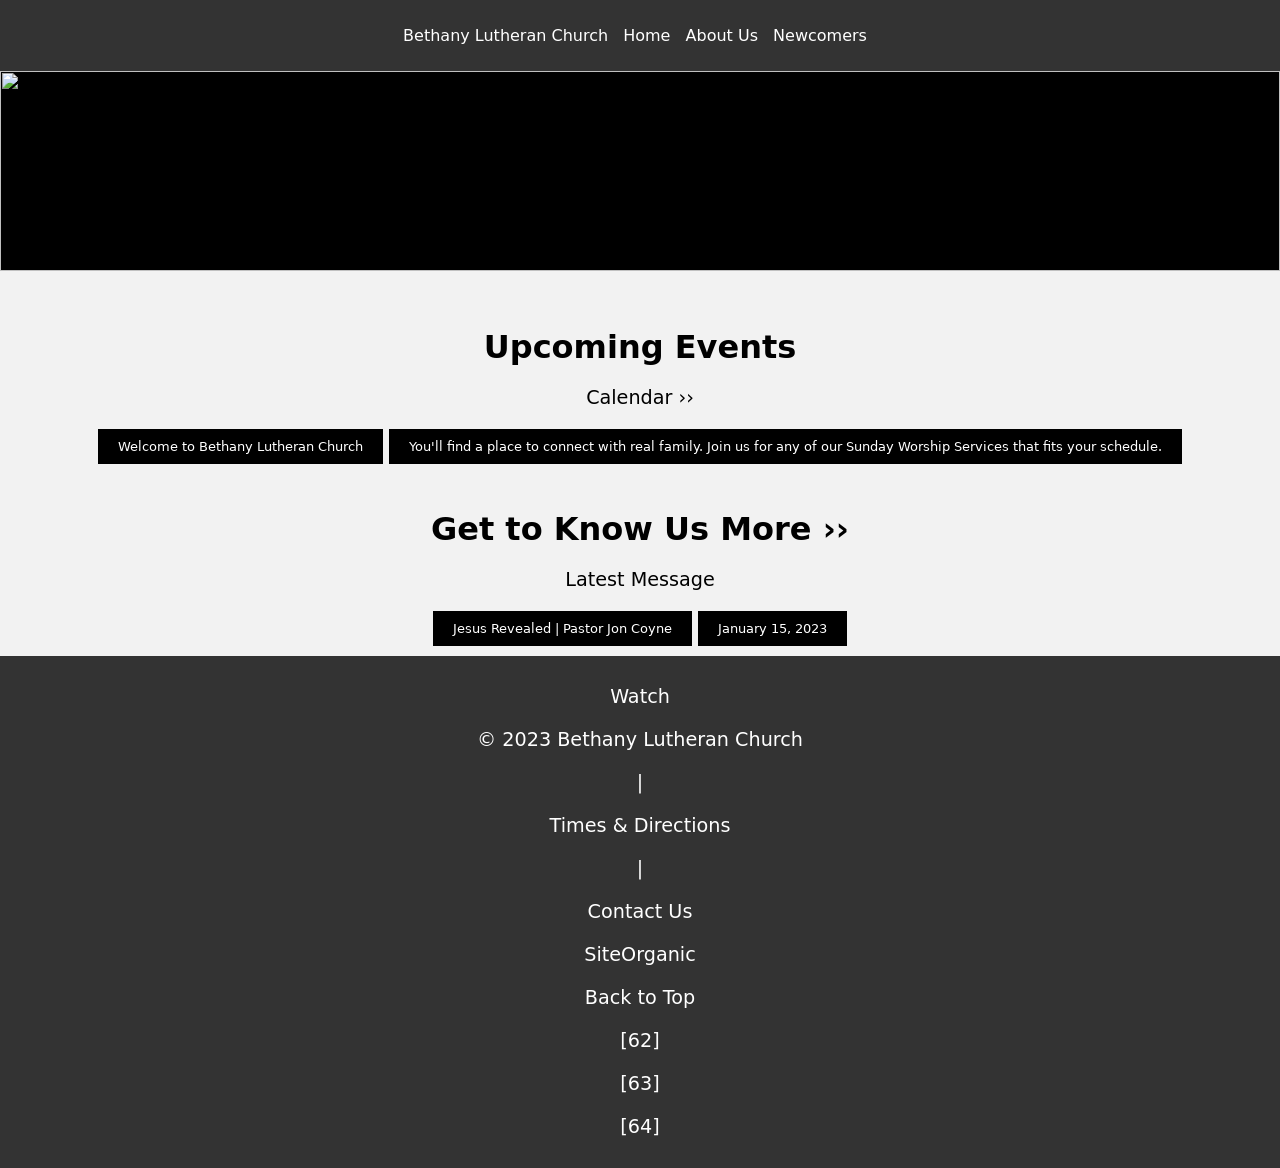 Bethany Lutheran Church Home About Us Newcomers
Upcoming Events
Calendar ››
Welcome to Bethany Lutheran Church
You'll find a place to connect with real family. Join us for any of our Sunday Worship Services that fits your schedule.
Get to Know Us More ››
Latest Message
Jesus Revealed | Pastor Jon Coyne
January 15, 2023
Watch
© 2023 Bethany Lutheran Church
|
Times & Directions
|
Contact Us
SiteOrganic
Back to Top
[62]
[63]
[64]